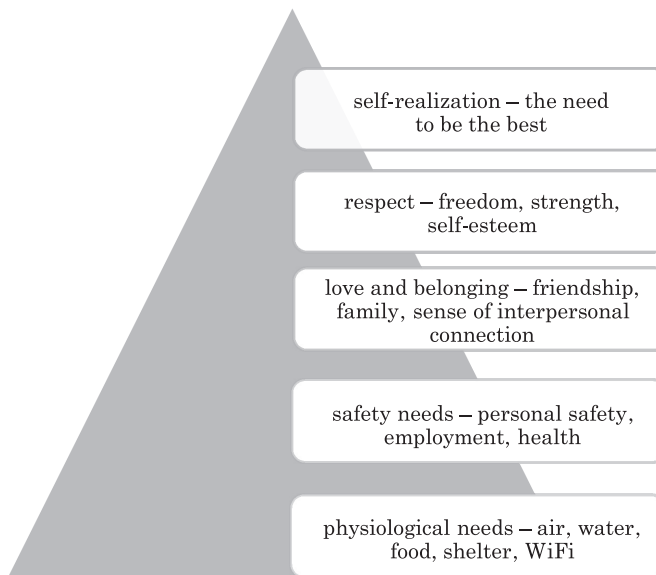 self-realization – the need
to be the best
respect – freedom, strength,
self-esteem
love and belonging – friendship,
family, sense of interpersonal
connection
safety needs – personal safety,
employment, health
physiological needs – air, water,
food, shelter, WiFi